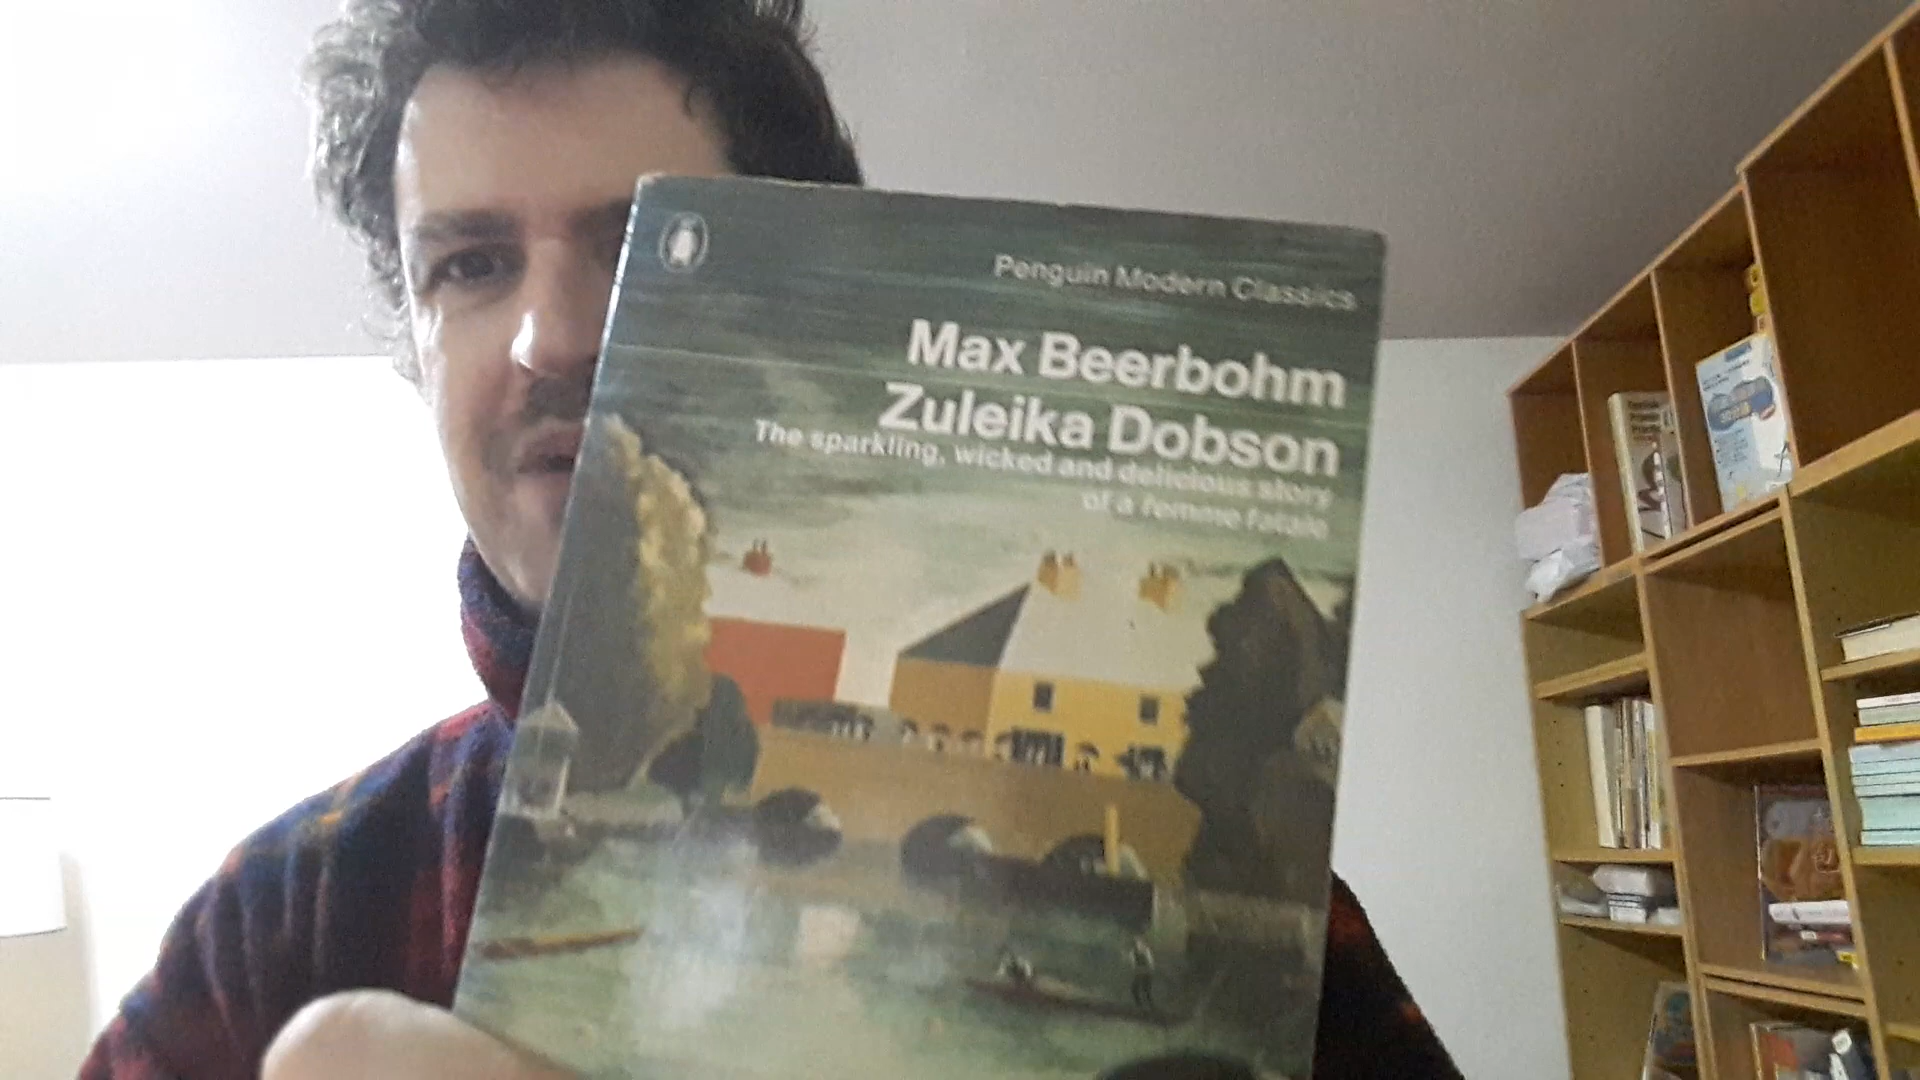 Penguin Modern Classics
Max Beerbohm
Zuleika Dobson
The sparkling, wicked and delicious story
of a femme fatale